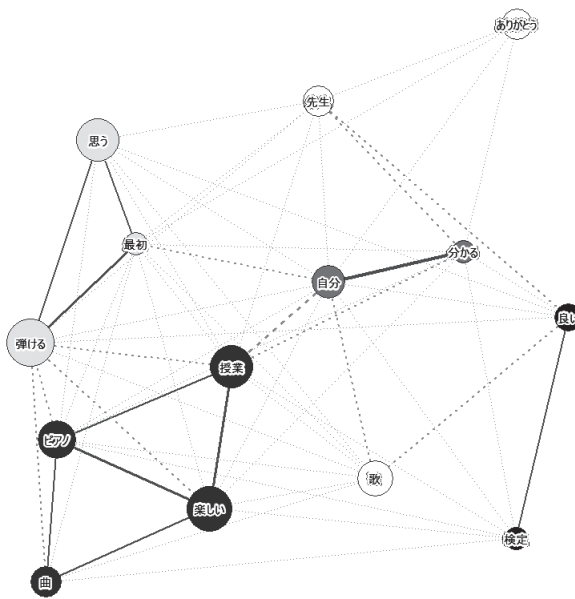 ありがとう
先生
思う
最初
分かる
自分
良い
弾ける
授業
ピアノ
歌
楽しい
検定
曲